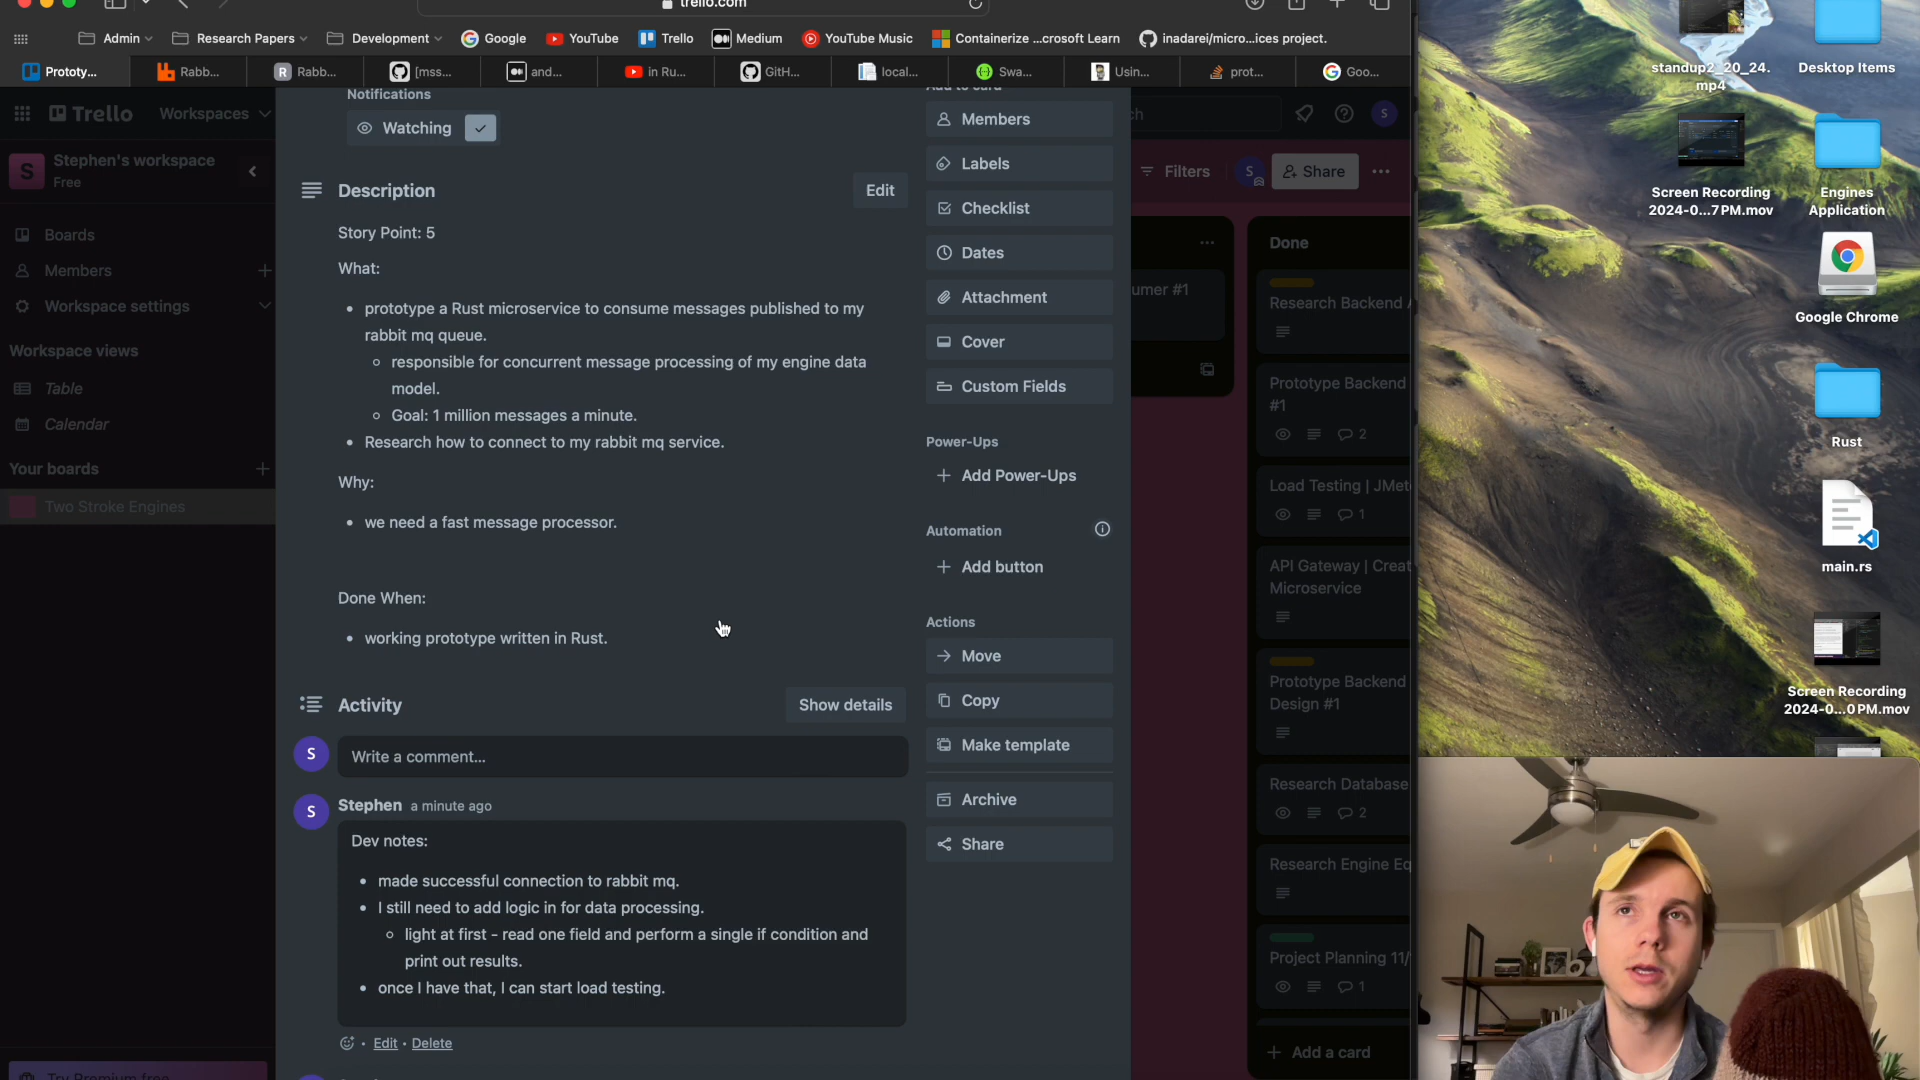 trello.com
Admin
Research Papers
Development
Google
YouTube
Trello
Medium
YouTube Music
Containerize ...crosoft Learn
inadarei/micro...ices project.
Prototy...
Rabb...
Rabb...
[mss...
and...
in Ru...
GitH...
local...
Swa...
Usin...
prot...
Goo...
Trello
Workspaces
S
Stephen's workspace
Free
Boards
Members
Workspace settings
Workspace views
Table
Calendar
Your boards
Two Stroke Engines
Try Premium free
Notifications
Watching
Description
Edit
Story Point: 5
What:
prototype a Rust microservice to consume messages published to my
rabbit mq queue.
responsible for concurrent message processing of my engine data
model.
Goal: 1 million messages a minute.
Research how to connect to my rabbit mq service.
Why:
we need a fast message processor.
Done When:
working prototype written in Rust.
Activity
Show details
S
Write a comment...
S
Stephen a minute ago
Dev notes:
made successful connection to rabbit mq.
I still need to add logic in for data processing.
light at first - read one field and perform a single if condition and
print out results.
once I have that, I can start load testing.
Edit • Delete
Add to card
Members
Labels
Checklist
Dates
Attachment
Cover
Custom Fields
Power-Ups
Add Power-Ups
Automation
Add button
Actions
Move
Copy
Make template
Archive
Share
ch
S
Filters
S
Share
umer #1
Done
Research Backend A
Prototype Backend
#1
2
Load Testing | JMet
1
API Gateway | Creat
Microservice
Prototype Backend
Design #1
Research Database
2
Research Engine Eq
Project Planning 11/
1
Add a card
standup2_20_24.
mp4
Desktop Items
Screen Recording
2024-0...7PM.mov
Engines
Application
Google Chrome
Rust
main.rs
Screen Recording
2024-0...0PM.mov